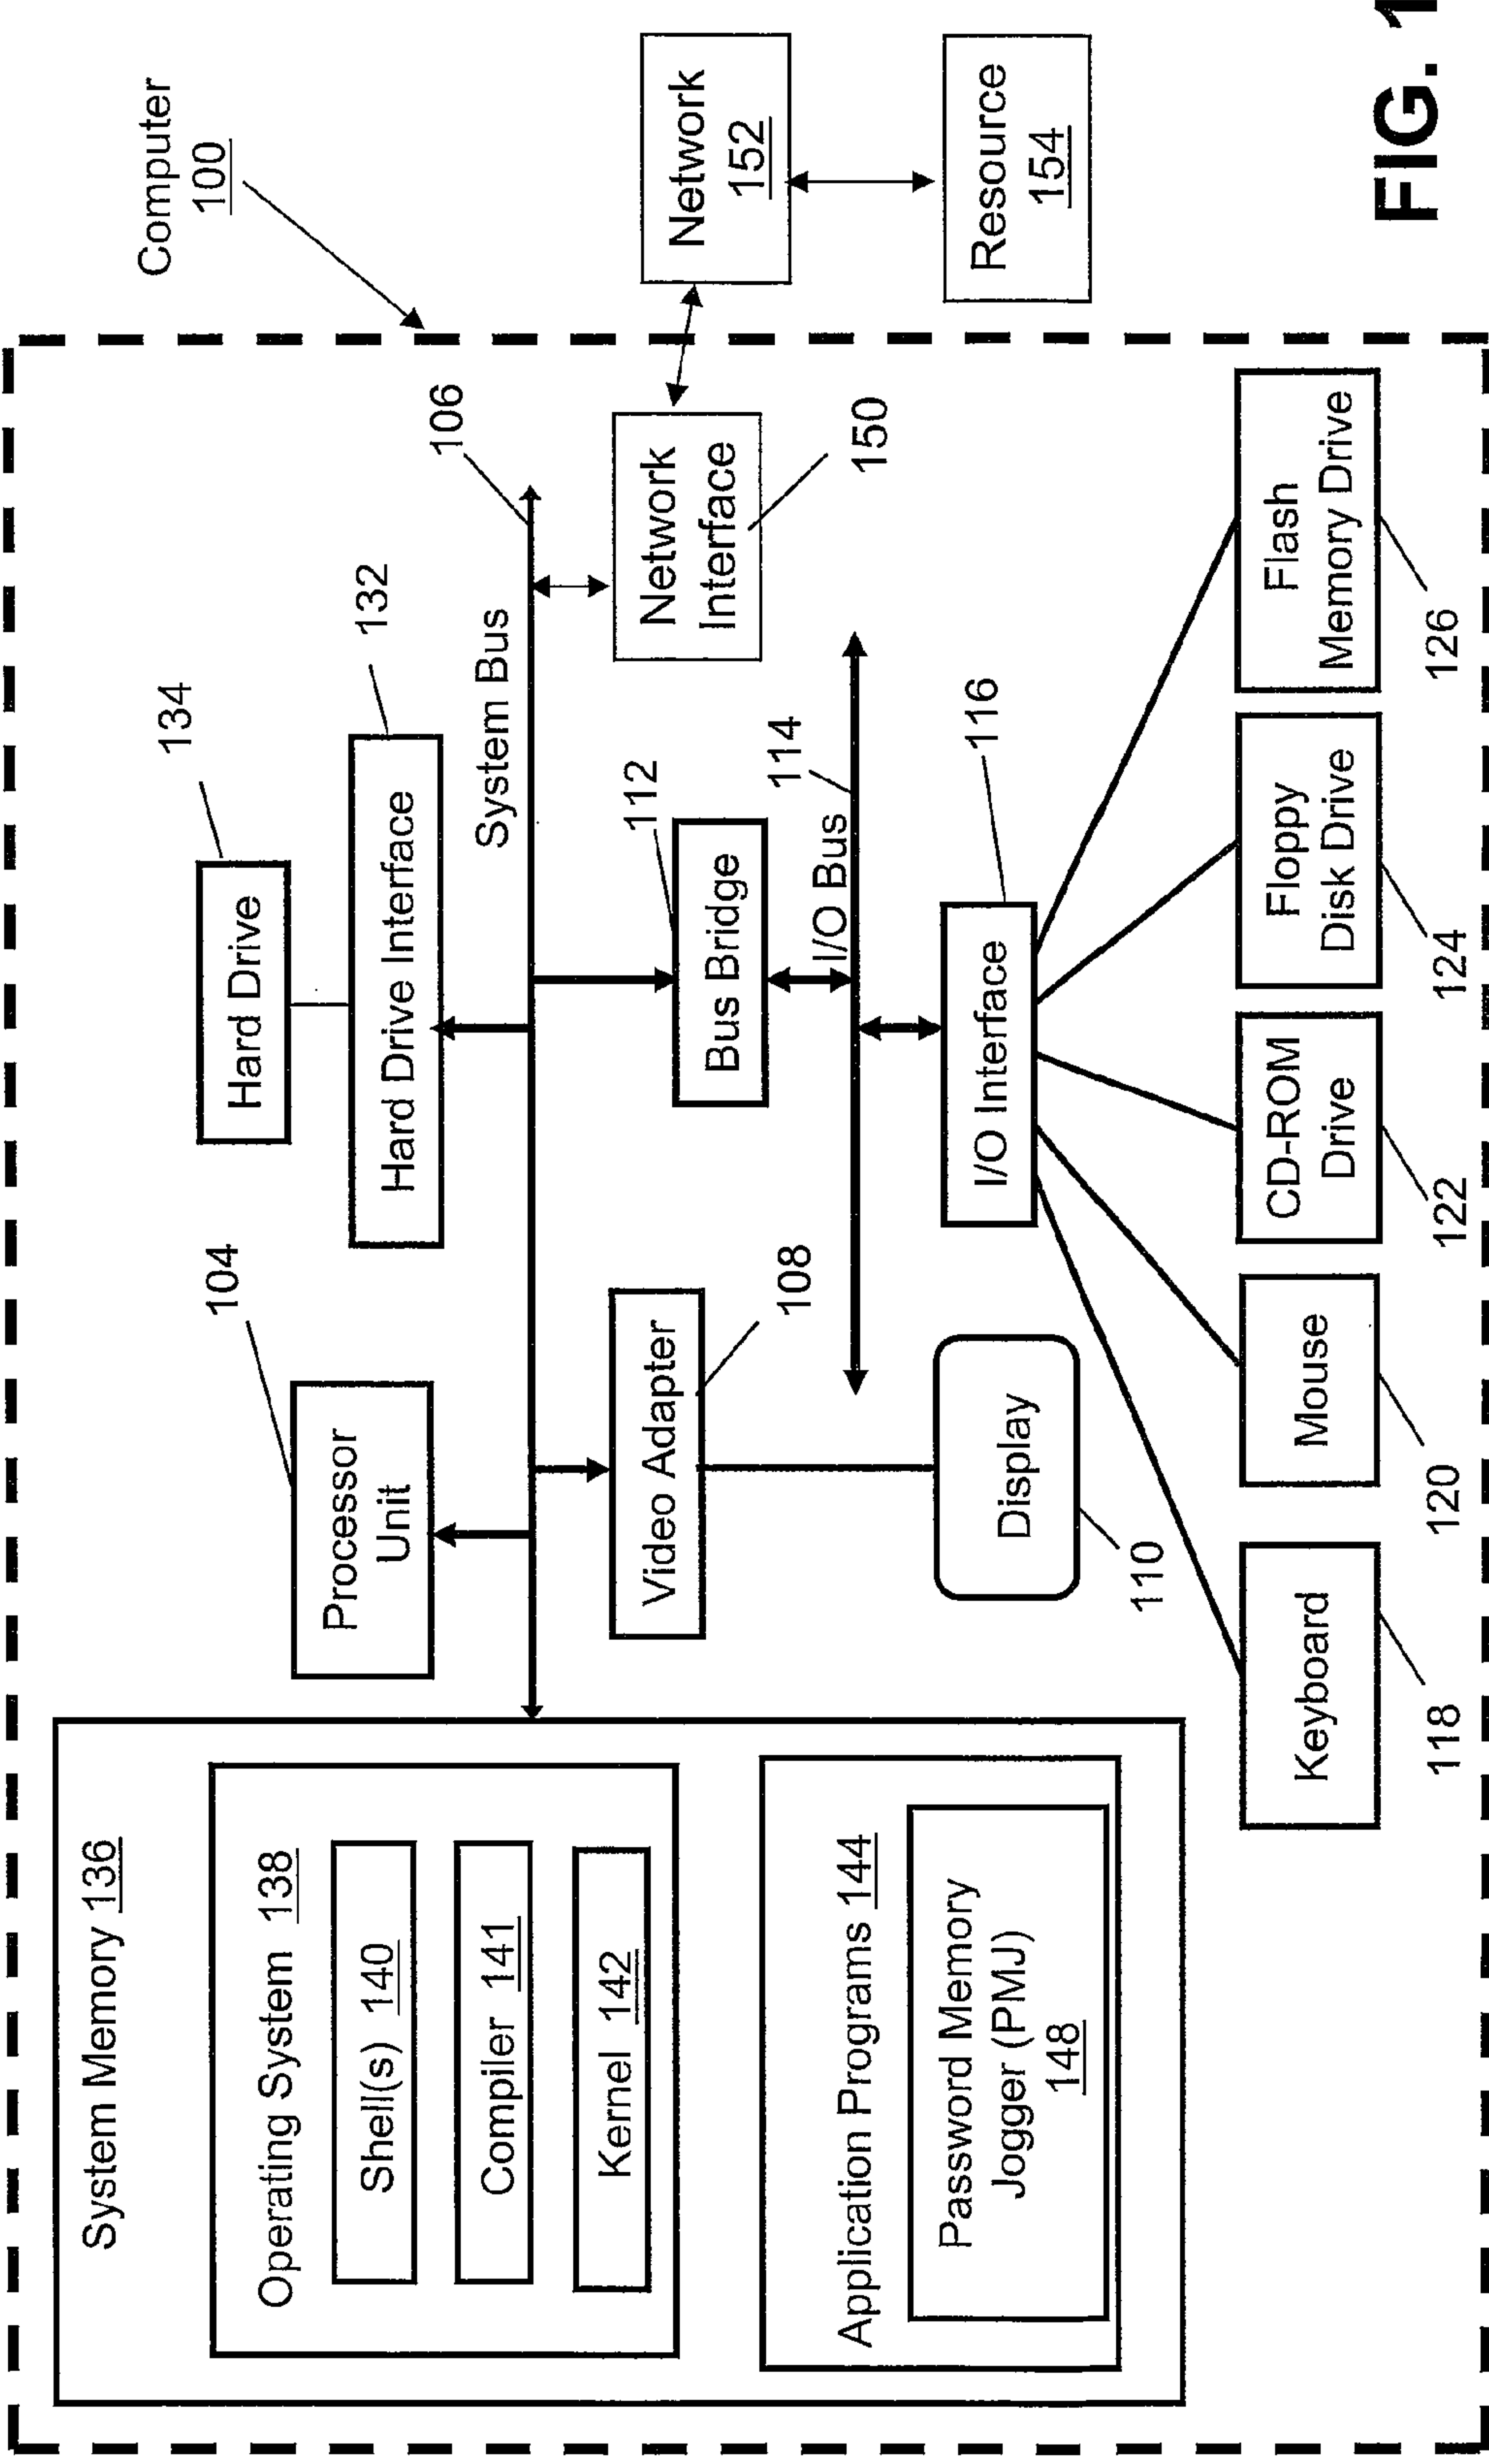 Computer
100
System Memory 136
Operating System 138
Shell(s) 140
Compiler 141
Kernel 142
Application Programs 144
Password Memory
Jogger (PMJ)
148
104
Processor
Unit
134
Hard Drive
132
Hard Drive Interface
System Bus
106
Network
152
Resource
154
Network
Interface
150
Video Adapter
108
112
Bus Bridge
114
I/O Bus
Display
110
I/O Interface
116
Keyboard
118
Mouse
120
CD-ROM
Drive
122
Floppy
Disk Drive
124
Flash
Memory Drive
126
FIG. 1